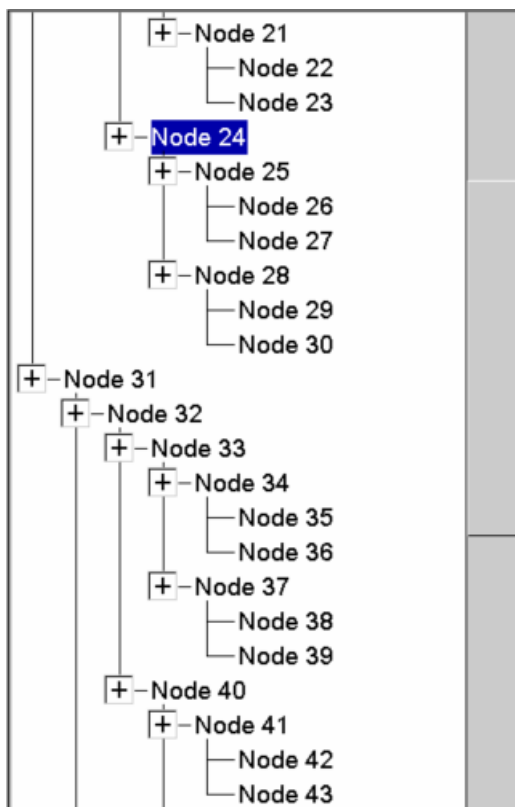 Node 21
Node 22
Node 23
Node 24
Node 25
Node 26
Node 27
Node 28
Node 29
Node 30
Node 31
Node 32
Node 33
Node 34
Node 35
Node 36
Node 37
Node 38
Node 39
Node 40
Node 41
Node 42
Node 43